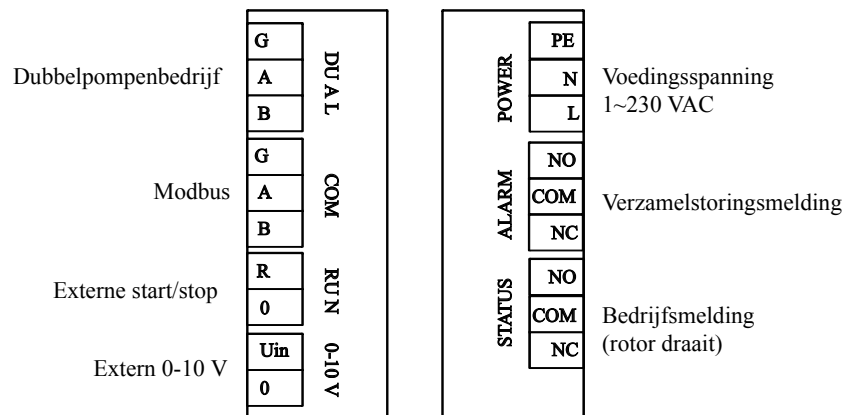 Dubbelpompenbedrijf
G
A
B
DUAL
Modbus
G
A
B
COM
Externe start/stop
R
0
RUN
Extern 0-10 V
Uin
0
0-10V
POWER
PE
N
L
Voedingsspanning
1~230 VAC
ALARM
NO
COM
NC
Verzamelstoringsmelding
STATUS
NO
COM
NC
Bedrijfsmelding
(rotor draait)